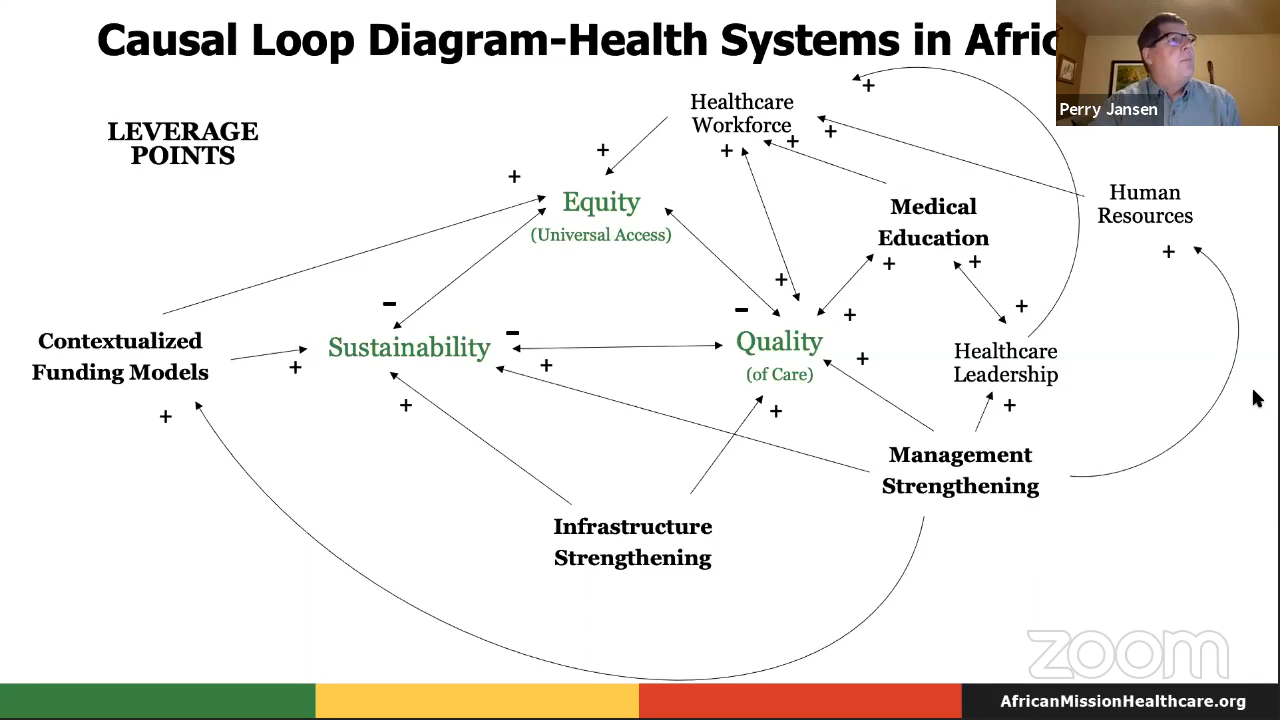 Causal Loop Diagram-Health Systems in Afric
Perry Jansen
LEVERAGE
POINTS
Healthcare
Workforce
+
+
+
+
+
+
Equity
(Universal Access)
Medical
Education
Human
Resources
+
+
+
+
+
+
-
-
-
Contextualized
Funding Models
Sustainability
Quality
(of Care)
Healthcare
Leadership
+
+
+
+
+
+
+
Management
Strengthening
Infrastructure
Strengthening
zoom
AfricanMissionHealthcare.org